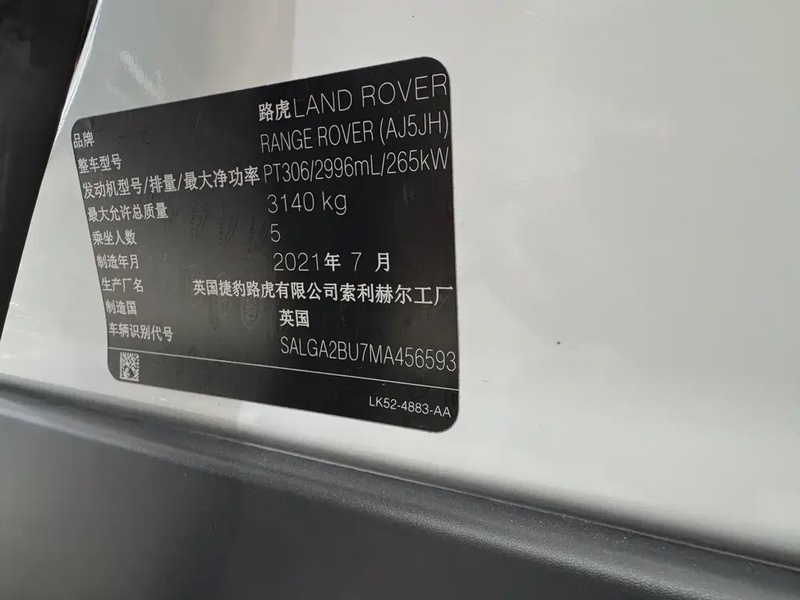 品牌 路虎LAND ROVER
整车型号 RANGE ROVER (AJ5JH)
发动机型号/排量/最大净功率 PT306/2996mL/265kW
最大允许总质量 3140 kg
乘坐人数 5
制造年月 2021年 7 月
生产厂名 英国捷豹路虎有限公司索利赫尔工厂
制造国 英国
车辆识别代号 SALGA2BU7MA456593
LK52-4883-AA